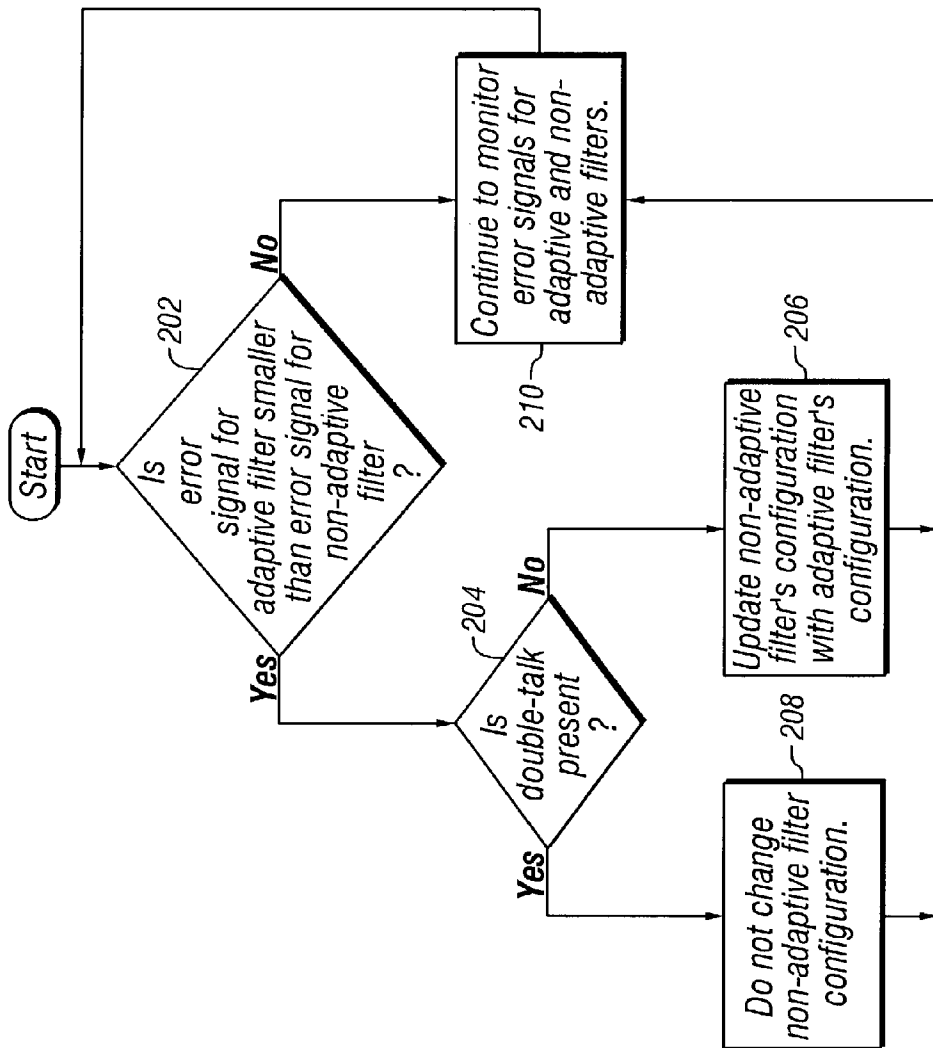 Start
Is
error
signal for
adaptive filter smaller
than error signal for
non-adaptive
filter
?
202
Yes
No
Is
double-talk
present
?
204
Yes
No
Continue to monitor
error signals for
adaptive and non-
adaptive filters.
210
Do not change
non-adaptive filter
configuration.
208
Update non-adaptive
filter's configuration
with adaptive filter's
configuration.
206